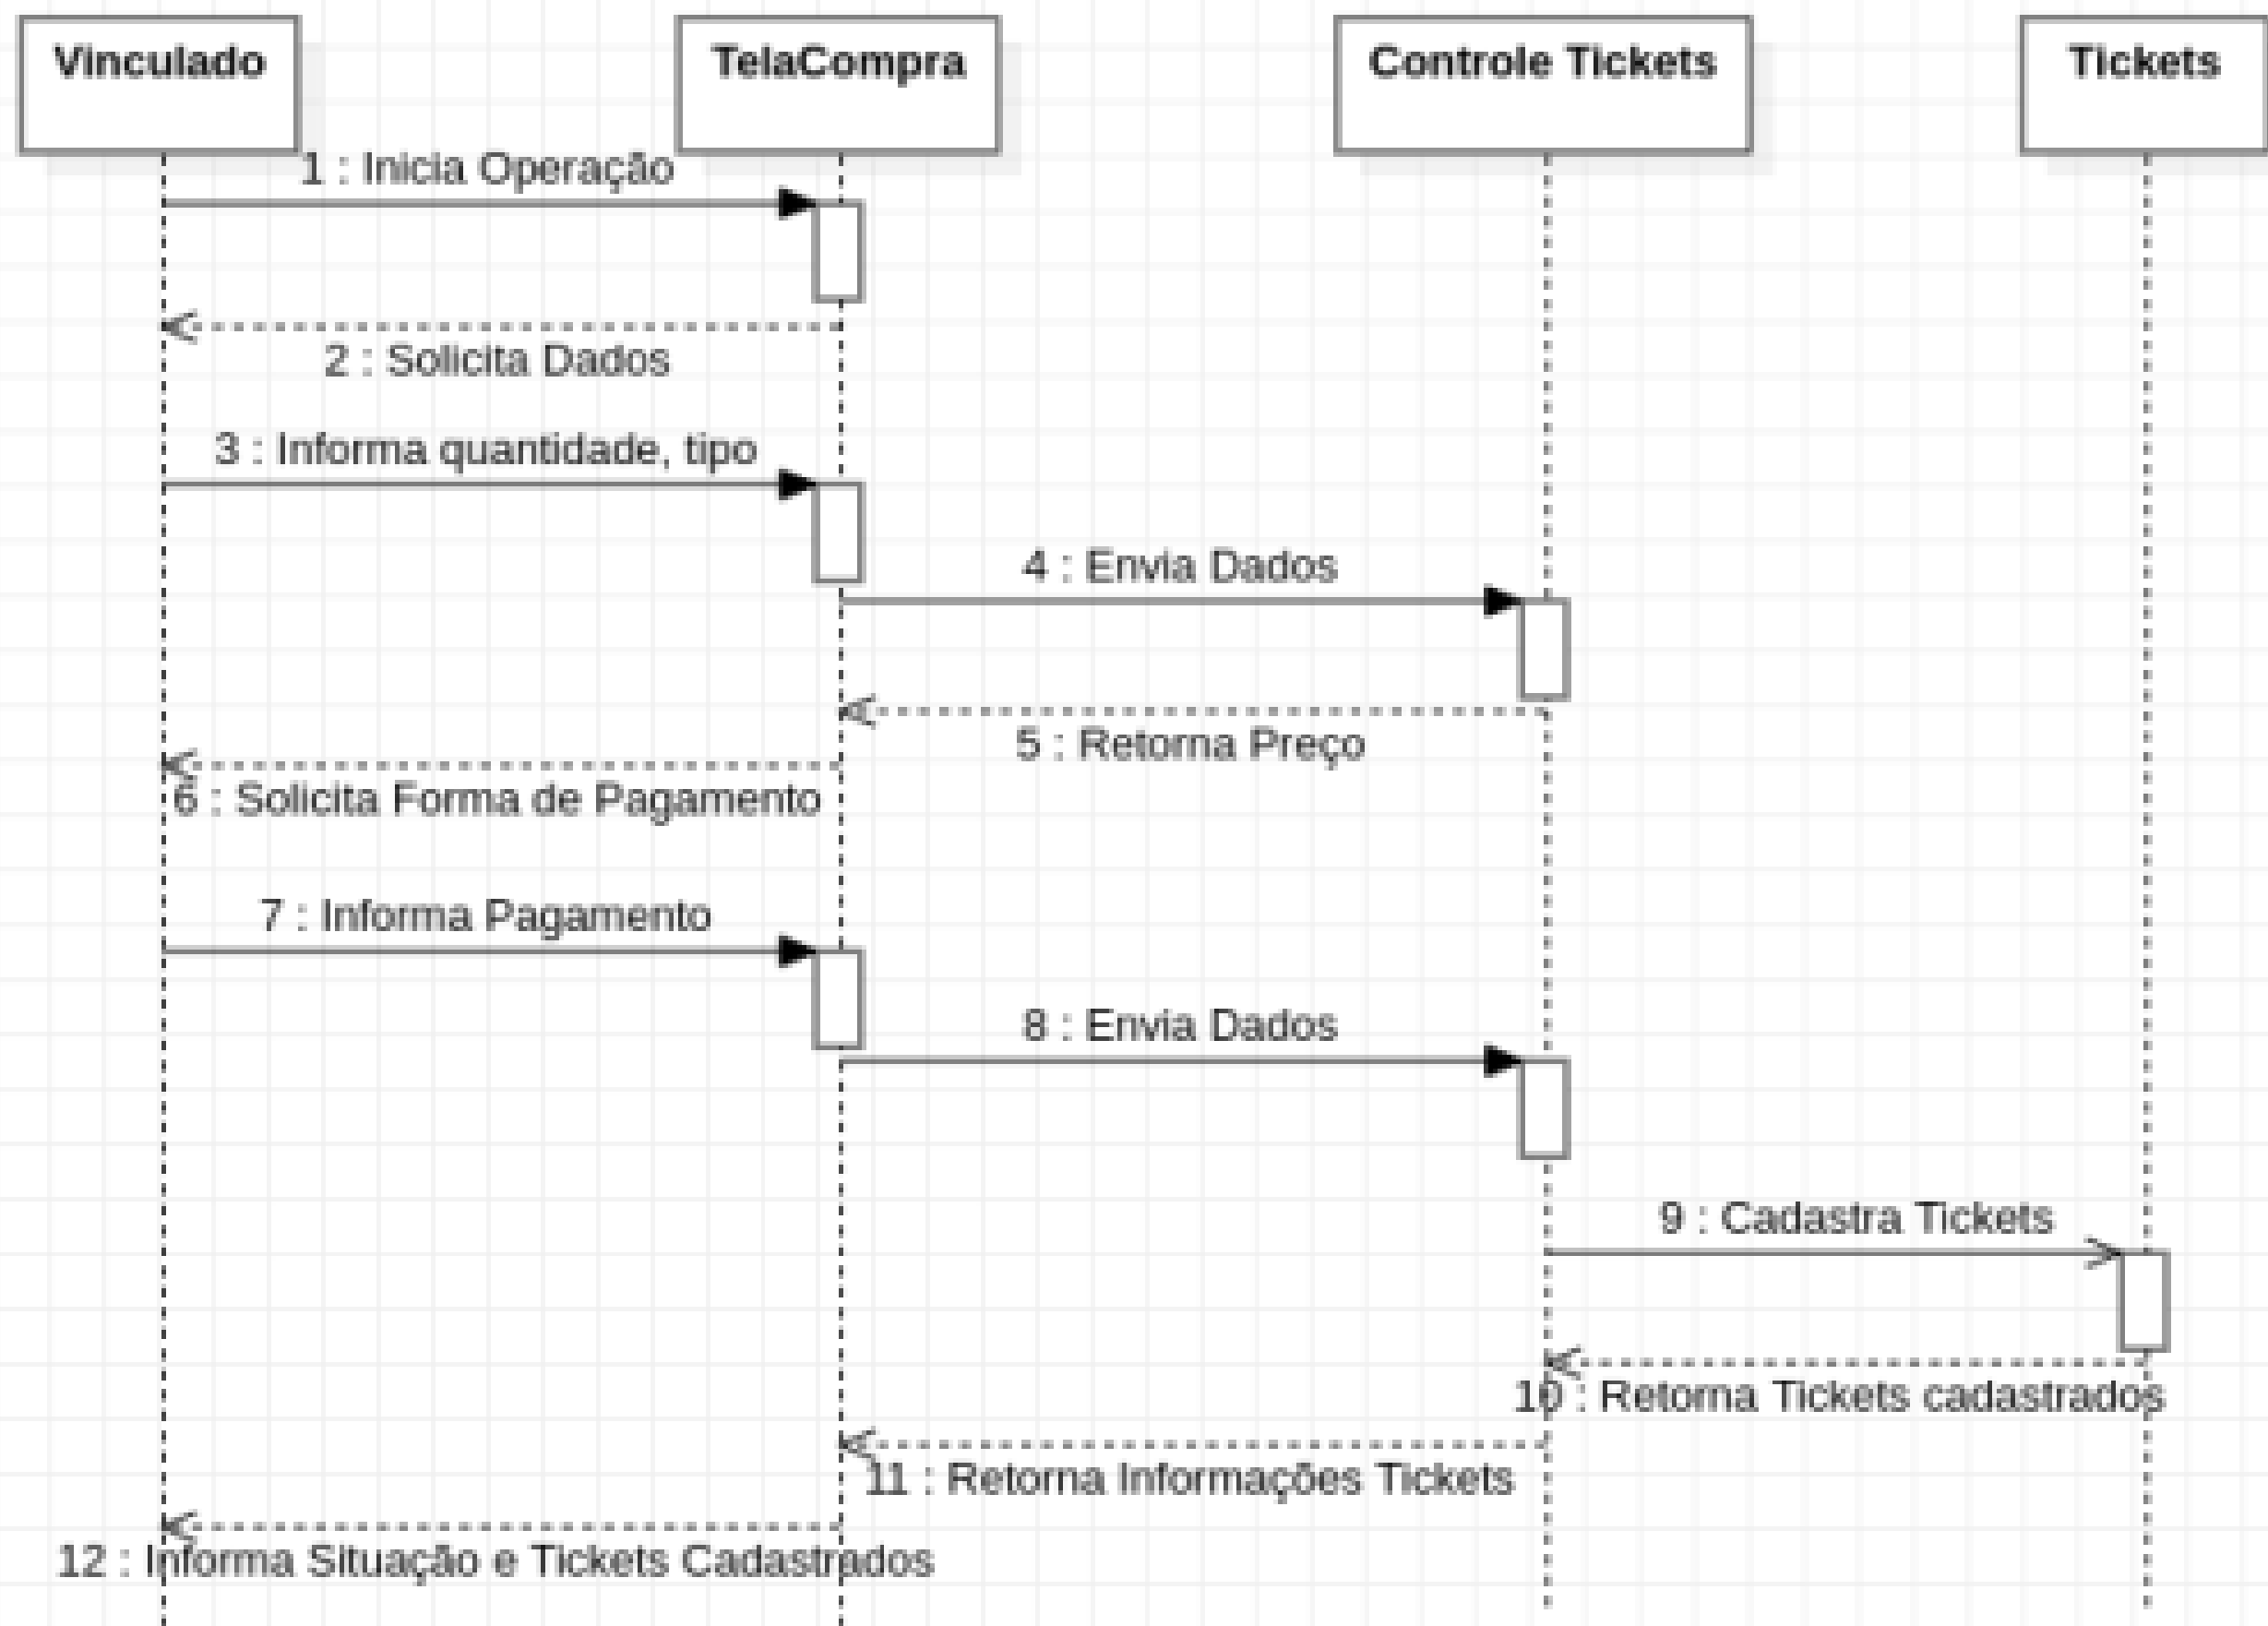 Vinculado
TelaCompra
Controle Tickets
Tickets
1 : Inicia Operação
2 : Solicita Dados
3 : Informa quantidade, tipo
4 : Envia Dados
5 : Retorna Preço
6 : Solicita Forma de Pagamento
7 : Informa Pagamento
8 : Envia Dados
9 : Cadastra Tickets
10 : Retorna Tickets cadastrados
11 : Retorna Informações Tickets
12 : Informa Situação e Tickets Cadastrados